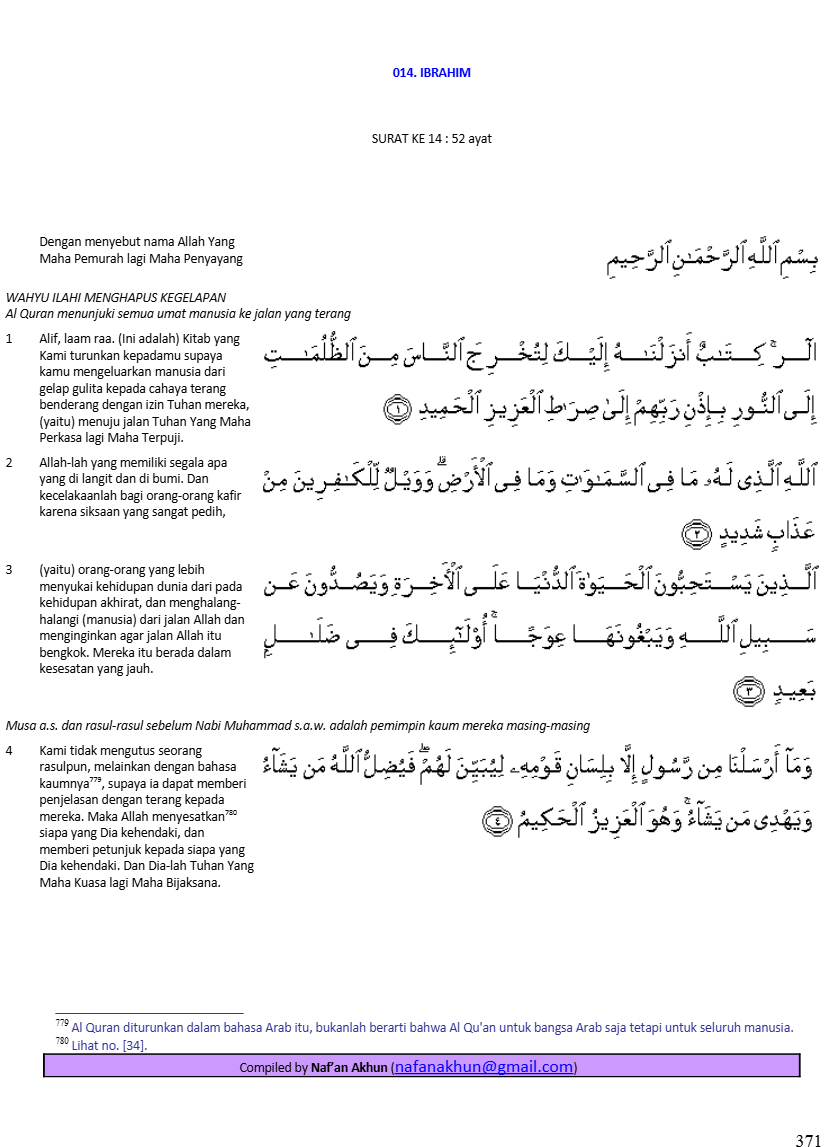 014. IBRAHIM
SURAT KE 14 : 52 ayat
Dengan menyebut nama Allah Yang
Maha Pemurah lagi Maha Penyayang
بِسْمِ ٱللَّهِ ٱلرَّحْمَـٰنِ ٱلرَّحِيمِ
WAHYU ILAHI MENGHAPUS KEGELAPAN
Al Quran menunjuki semua umat manusia ke jalan yang terang
1 Alif, laam raa. (Ini adalah) Kitab yang
Kami turunkan kepadamu supaya
kamu mengeluarkan manusia dari
gelap gulita kepada cahaya terang
benderang dengan izin Tuhan mereka,
(yaitu) menuju jalan Tuhan Yang Maha
Perkasa lagi Maha Terpuji.
الٓر ۚ كِتَـٰبٌ أَنزَلْنَـٰهُ إِلَيْكَ لِتُخْرِجَ ٱلنَّاسَ مِنَ ٱلظُّلُمَـٰتِ
إِلَى ٱلنُّورِ بِإِذْنِ رَبِّهِمْ إِلَىٰ صِرَٰطِ ٱلْعَزِيزِ ٱلْحَمِيدِ ١
2 Allah-lah yang memiliki segala apa
yang di langit dan di bumi. Dan
kecelakaanlah bagi orang-orang kafir
karena siksaan yang sangat pedih,
ٱللَّهِ ٱلَّذِى لَهُۥ مَا فِى ٱلسَّمَـٰوَٰتِ وَمَا فِى ٱلْأَرْضِ ۗ وَوَيْلٌ لِّلْكَـٰفِرِينَ مِنْ
عَذَابٍ شَدِيدٍ ٢
3 (yaitu) orang-orang yang lebih
menyukai kehidupan dunia dari pada
kehidupan akhirat, dan menghalang-
halangi (manusia) dari jalan Allah dan
menginginkan agar jalan Allah itu
bengkok. Mereka itu berada dalam
kesesatan yang jauh.
ٱلَّذِينَ يَسْتَحِبُّونَ ٱلْحَيَوٰةَ ٱلدُّنْيَا عَلَى ٱلْـَٔاخِرَةِ وَيَصُدُّونَ عَن
سَبِيلِ ٱللَّهِ وَيَبْغُونَهَا عِوَجًا ۚ أُو۟لَـٰٓئِكَ فِى ضَلَـٰلٍۭ
بَعِيدٍ ٣
Musa a.s. dan rasul-rasul sebelum Nabi Muhammad s.a.w. adalah pemimpin kaum mereka masing-masing
4 Kami tidak mengutus seorang
rasulpun, melainkan dengan bahasa
kaumnya779, supaya ia dapat memberi
penjelasan dengan terang kepada
mereka. Maka Allah menyesatkan780
siapa yang Dia kehendaki, dan
memberi petunjuk kepada siapa yang
Dia kehendaki. Dan Dia-lah Tuhan Yang
Maha Kuasa lagi Maha Bijaksana.
وَمَآ أَرْسَلْنَا مِن رَّسُولٍ إِلَّا بِلِسَانِ قَوْمِهِۦ لِيُبَيِّنَ لَهُمْ ۖ فَيُضِلُّ ٱللَّهُ مَن يَشَآءُ
وَيَهْدِى مَن يَشَآءُ ۚ وَهُوَ ٱلْعَزِيزُ ٱلْحَكِيمُ ٤
779 Al Quran diturunkan dalam bahasa Arab itu, bukanlah berarti bahwa Al Qu'an untuk bangsa Arab saja tetapi untuk seluruh manusia.
780 Lihat no. [34].
Compiled by Naf'an Akhun (nafanakhun@gmail.com)
371